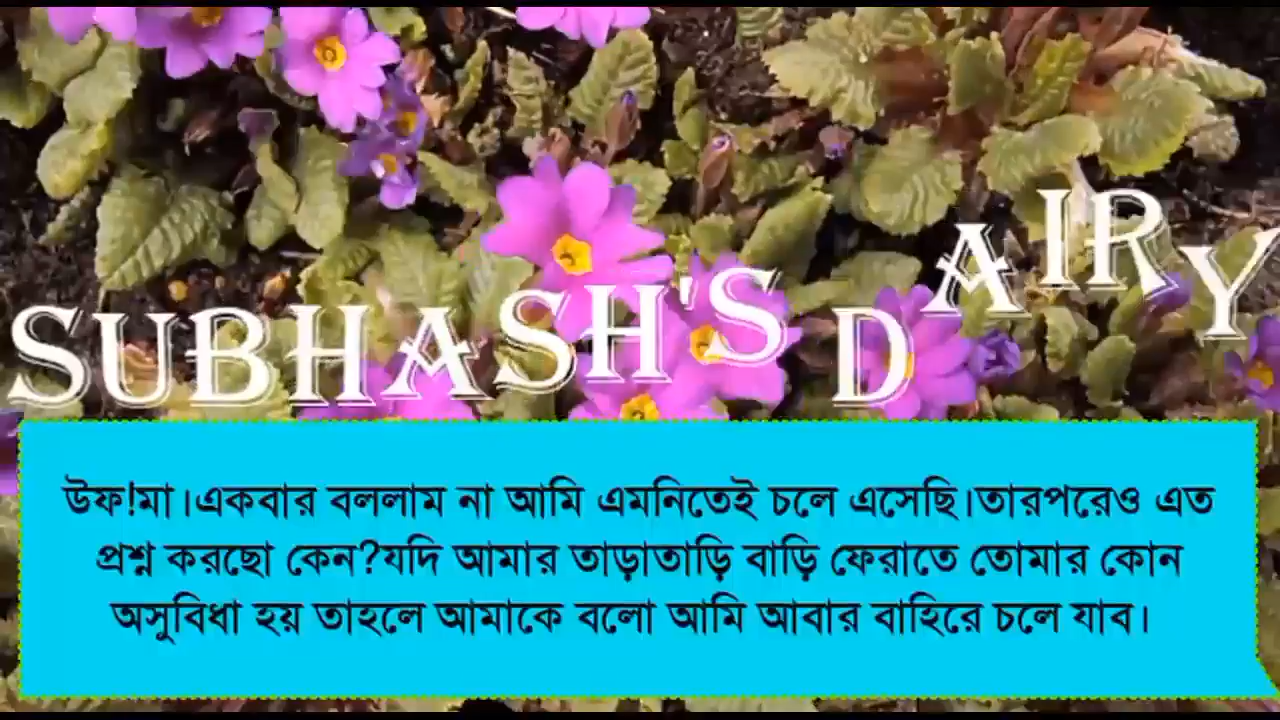 SUBHASH'S DAIRY
উফ!মা।একবার বললাম না আমি এমনিতেই চলে এসেছি।তারপরেও এত
প্রশ্ন করছো কেন?যদি আমার তাড়াতাড়ি বাড়ি ফেরাতে তোমার কোন
অসুবিধা হয় তাহলে আমাকে বলো আমি আবার বাহিরে চলে যাব।